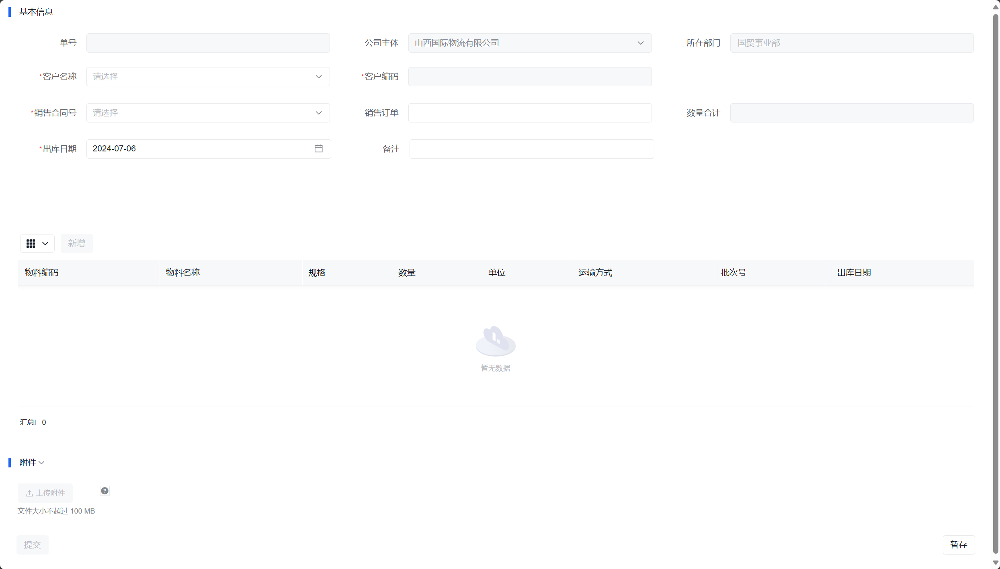 基本信息
单号
公司主体 山西国际物流有限公司
所在部门 国贸事业部
*客户名称 请选择
*客户编码
*销售合同号 请选择
销售订单
数量合计
*出库日期 2024-07-06
备注
新增
物料编码 物料名称 规格 数量 单位 运输方式 批次号 出库日期
暂无数据
汇总| 0
附件
上传附件 ?
文件大小不超过 100 MB
提交 暂存